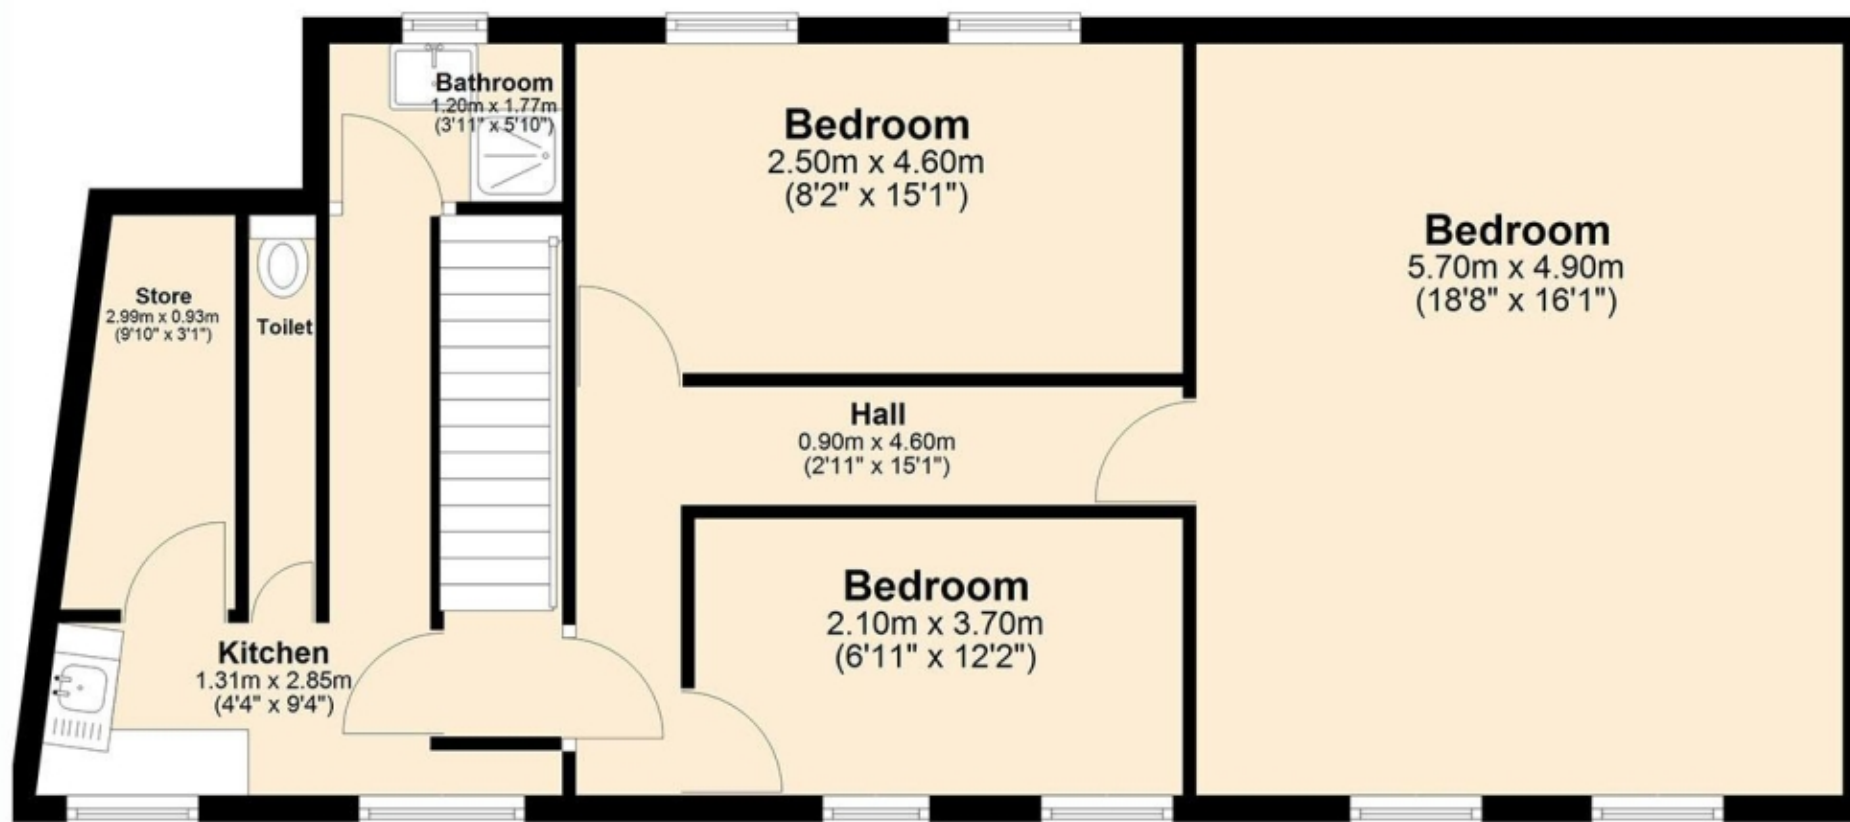 Bathroom
1.20m x 1.77m
(3'11" x 5'10")
Bedroom
2.50m x 4.60m
(8'2" x 15'1")
Bedroom
5.70m x 4.90m
(18'8" x 16'1")
Store
2.99m x 0.93m
(9'10" x 3'1")
Toilet
Hall
0.90m x 4.60m
(2'11" x 15'1")
Bedroom
2.10m x 3.70m
(6'11" x 12'2")
Kitchen
1.31m x 2.85m
(4'4" x 9'4")